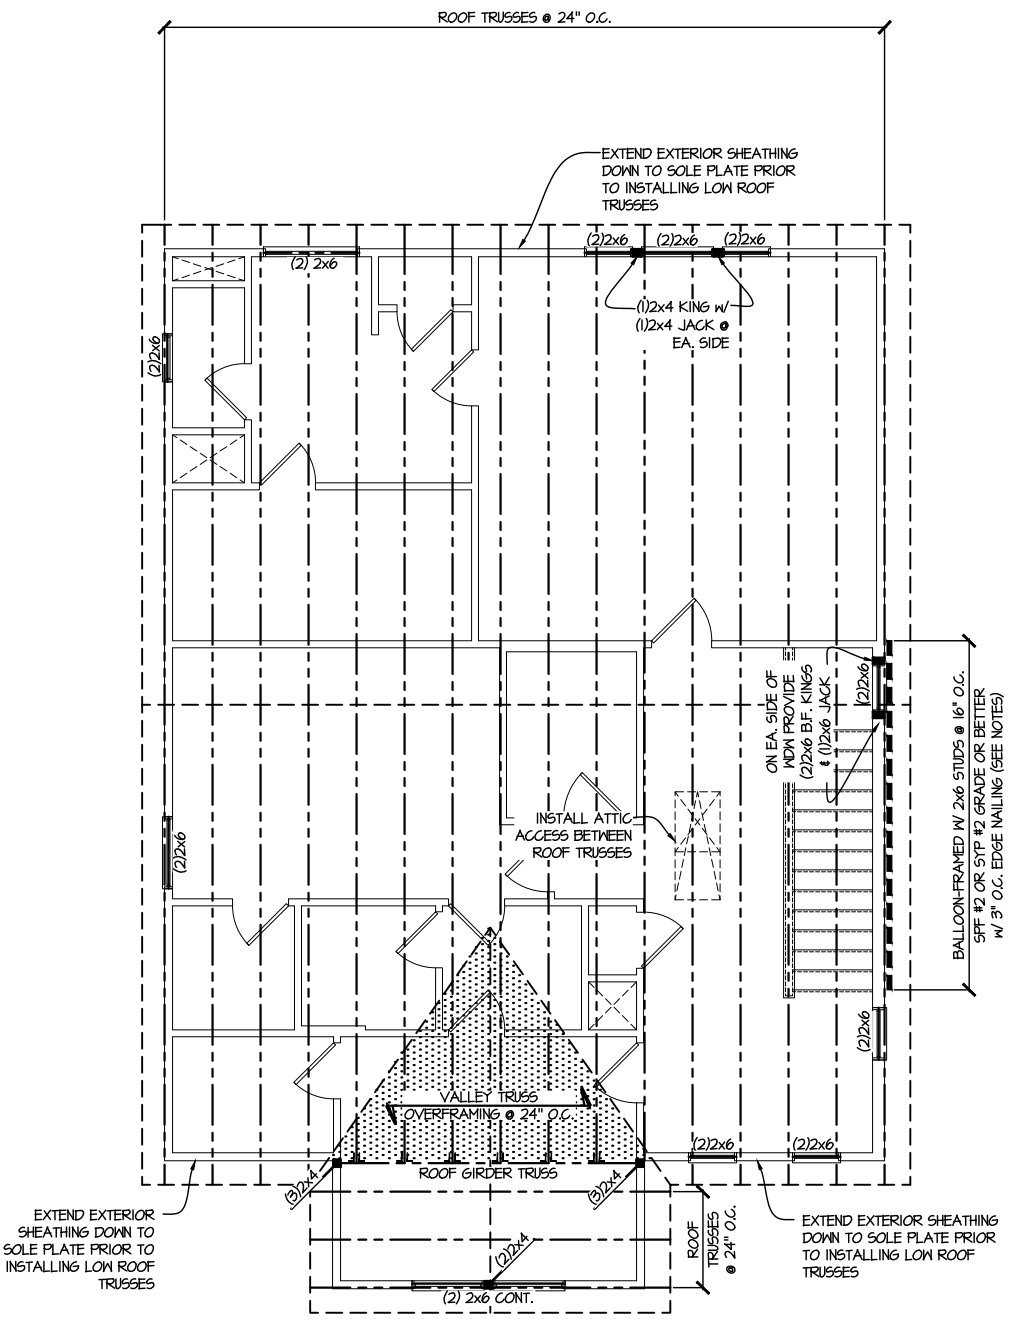 ROOF TRUSSES @ 24" O.C.
EXTEND EXTERIOR SHEATHING
DOWN TO SOLE PLATE PRIOR
TO INSTALLING LOW ROOF
TRUSSES
(2)2x6
(2)2x6
(2)2x6
(2) 2x6
(1)2x4 KING W/
(1)2x4 JACK @
EA. SIDE
(2)2x6
ON EA. SIDE OF
WDW PROVIDE
(2)2x6 B.F. KINGS
& (1)2x6 JACK
(2)2x6
BALLOON-FRAMED W/ 2x6 STUDS @ 16" O.C.
SPF #2 OR SYP #2 GRADE OR BETTER
W/ 3" O.C. EDGE NAILING (SEE NOTES)
INSTALL ATTIC
ACCESS BETWEEN
ROOF TRUSSES
(2)2x6
(2)2x6
VALLEY TRUSS
OVERFRAMING @ 24" O.C.
(2)2x6
(2)2x6
ROOF GIRDER TRUSS
(3)2x4
(3)2x4
EXTEND EXTERIOR
SHEATHING DOWN TO
SOLE PLATE PRIOR TO
INSTALLING LOW ROOF
TRUSSES
ROOF
TRUSSES
@ 24" O.C.
EXTEND EXTERIOR SHEATHING
DOWN TO SOLE PLATE PRIOR
TO INSTALLING LOW ROOF
TRUSSES
(2)2x4
(2) 2x6 CONT.